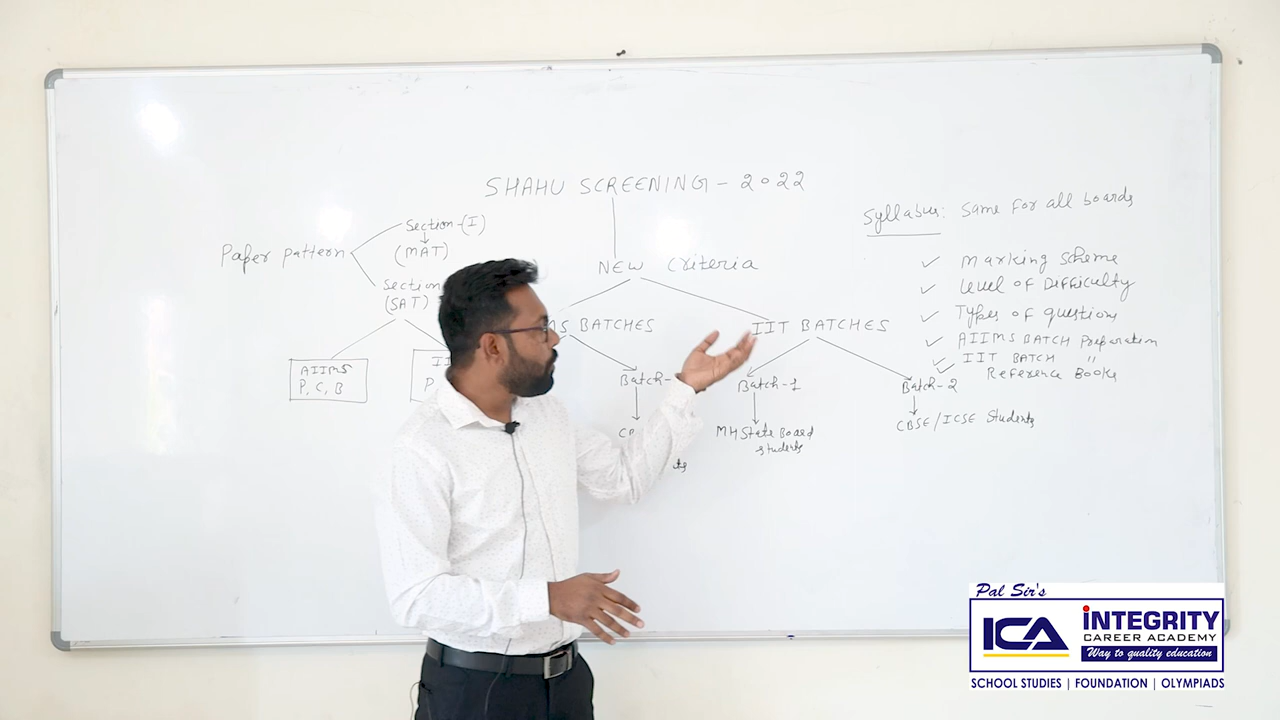 SHAHU SCREENING - 2022
Paper pattern
Section-(I)
(MAT)
Section
(SAT)
AIIMS
P, C, B
NEW Criteria
MS BATCHES
Batch-
IIT BATCHES
Batch-1
MH State Board
students
Batch-2
CBSE/ICSE Students
Syllabus: Same for all boards
✓ Marking Scheme
✓ Level of Difficulty
✓ Types of question
✓ AIIMS BATCH Preparation
✓ IIT BATCH "
✓ Reference Books
Pal Sir's
ICA INTEGRITY
CAREER ACADEMY
Way to quality education
SCHOOL STUDIES | FOUNDATION | OLYMPIADS